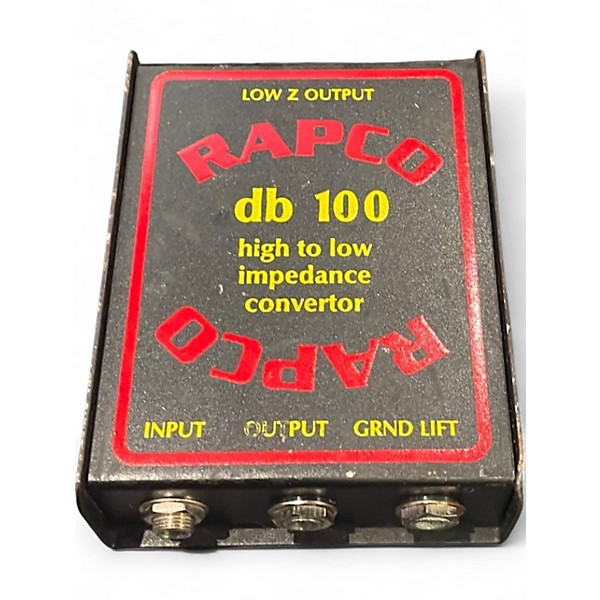 LOW Z OUTPUT
RAPCO
db 100
high to low
impedance
convertor
RAPCO
INPUT OUTPUT GRND LIFT